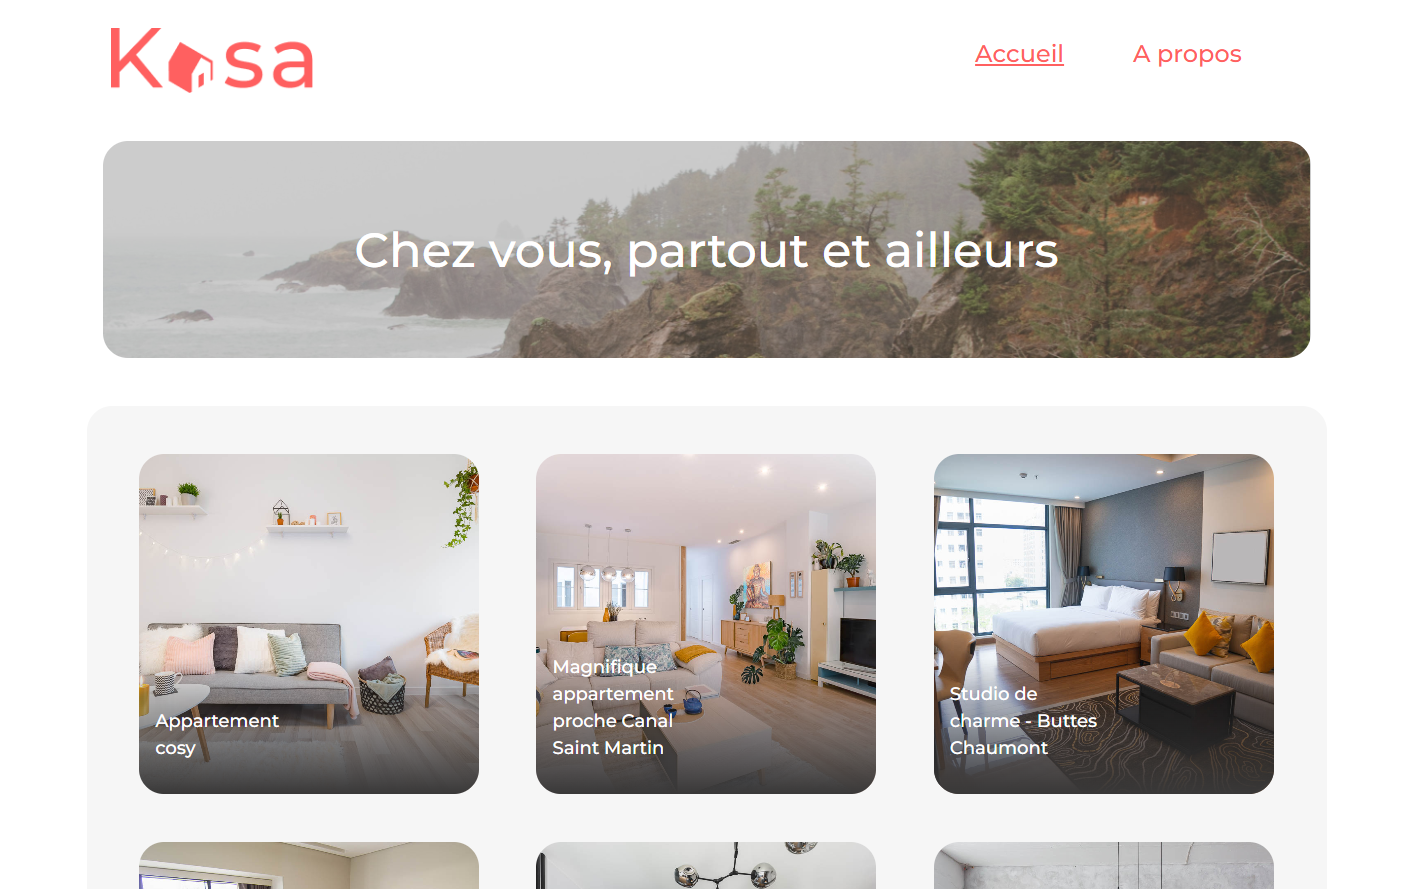 Kasa
Accueil
A propos
Chez vous, partout et ailleurs
Appartement
cosy
Magnifique
appartement
proche Canal
Saint Martin
Studio de
charme - Buttes
Chaumont